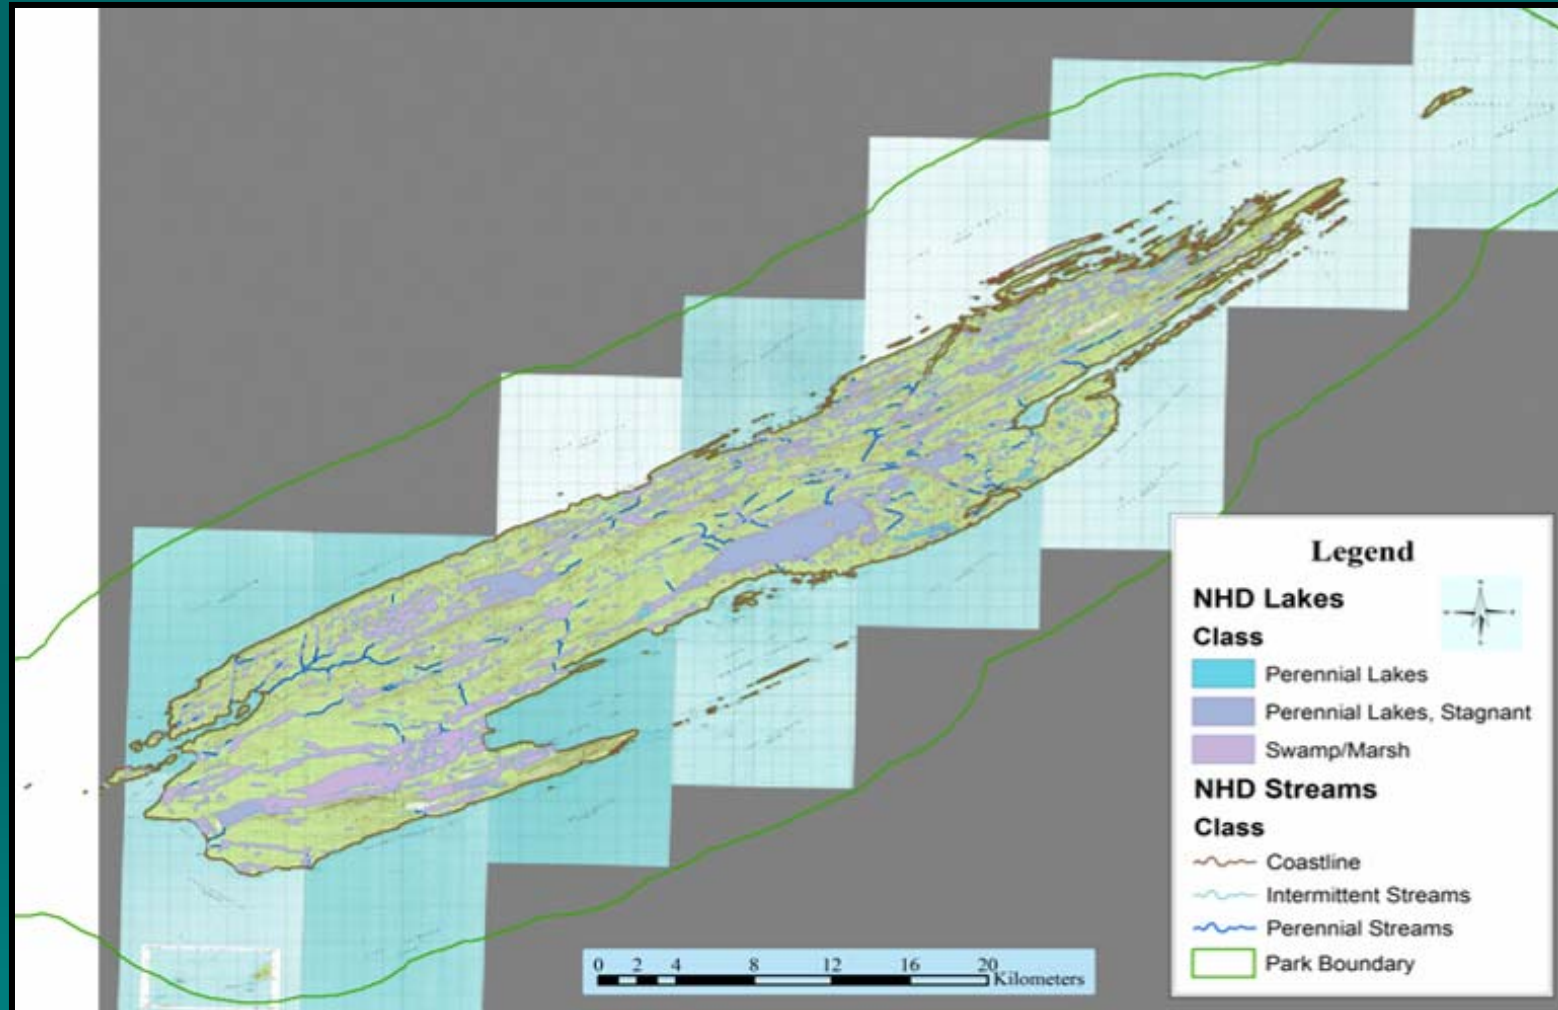 Legend
NHD Lakes
Class
Perennial Lakes
Perennial Lakes, Stagnant
Swamp/Marsh
NHD Streams
Class
Coastline
Intermittent Streams
Perennial Streams
Park Boundary
0 2 4 8 12 16 20
Kilometers